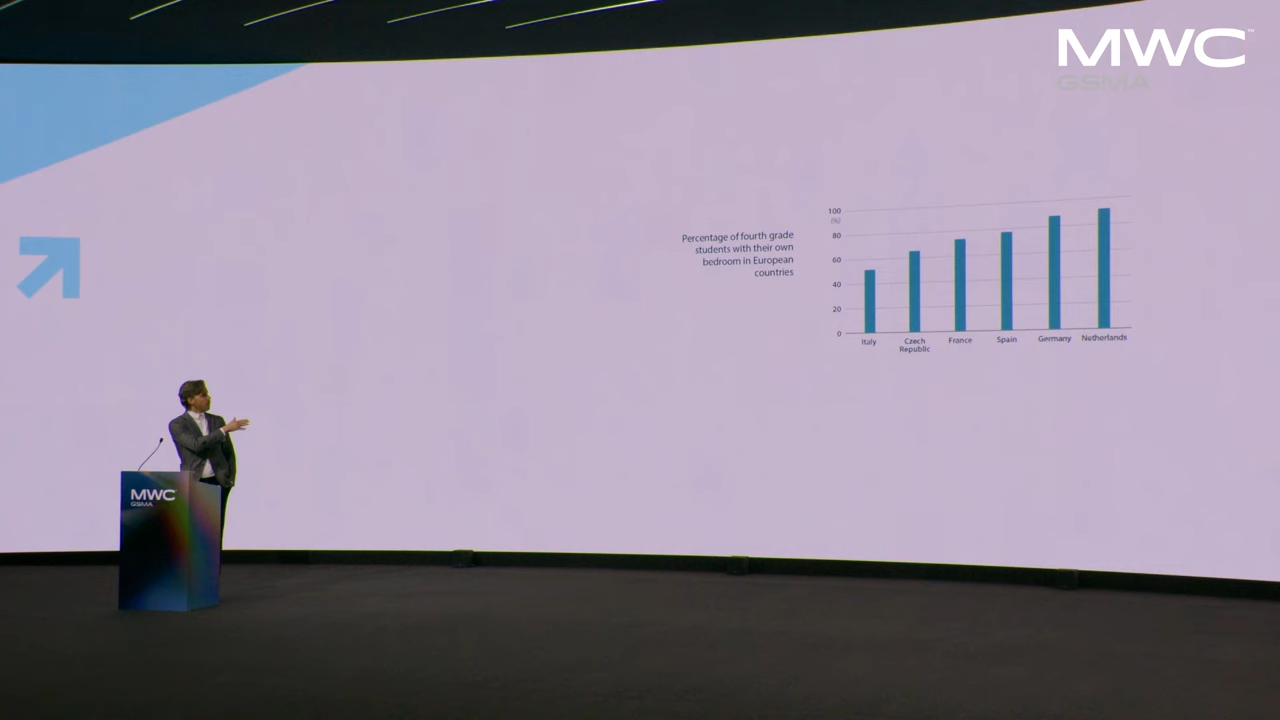 MWC™
GSMA
Percentage of fourth grade
students with their own
bedroom in European
countries
100
(%)
80
60
40
20
0
Italy
Czech
Republic
France
Spain
Germany
Netherlands
MWC
GSMA